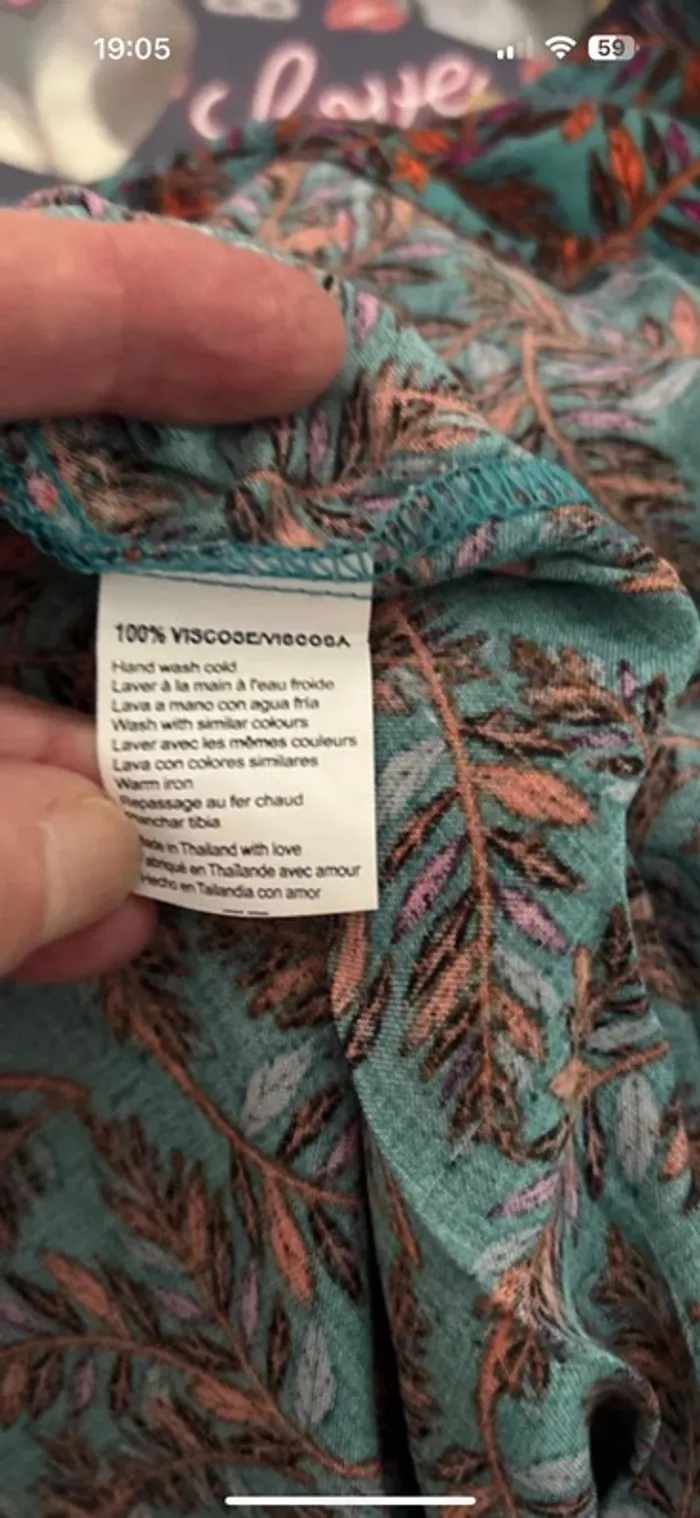 19:05
59
100% VISCOSE/VISCOSA
Hand wash cold
Laver à la main à l'eau froide
Lava a mano con agua fría
Wash with similar colours
Laver avec les mêmes couleurs
Lava con colores similares
Warm iron
Repassage au fer chaud
Planchar tibia
in Thailand with love
en Thaïlande avec amour
Hecho en Tailandia con amor